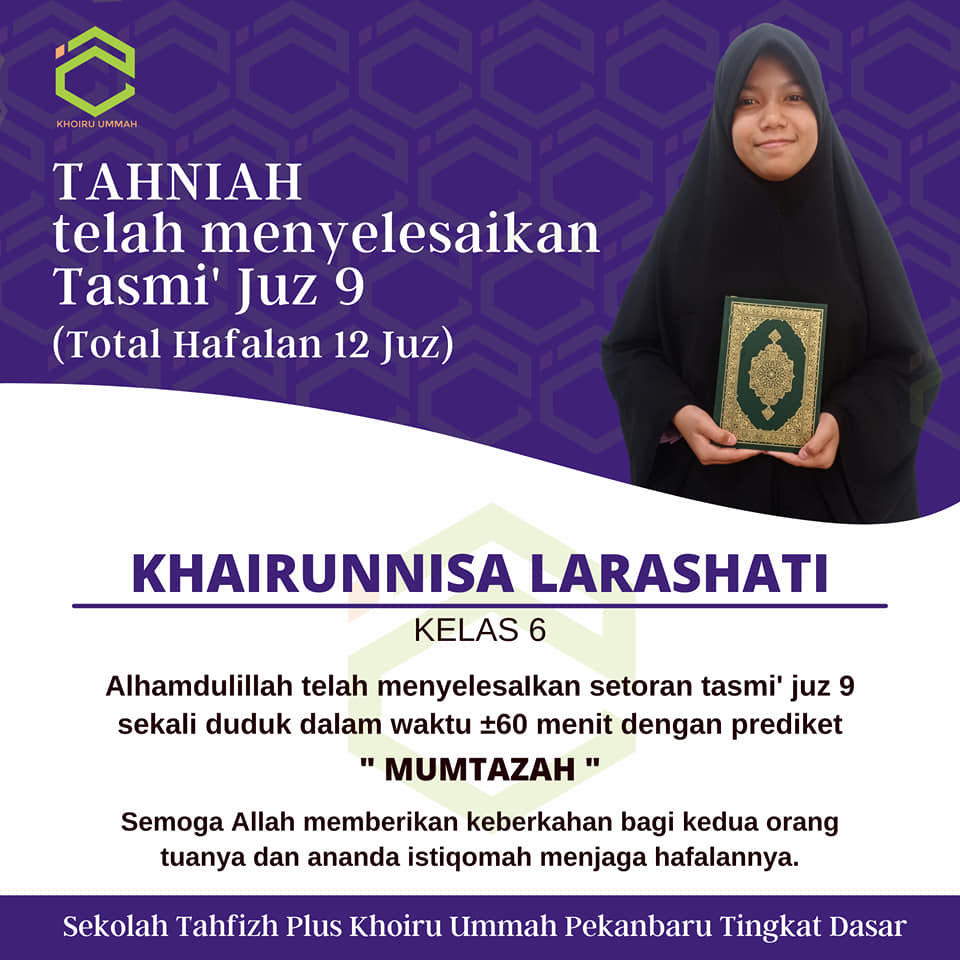 KHOIRU UMMAH
TAHNIAH
telah menyelesaikan
Tasmi' Juz 9
(Total Hafalan 12 Juz)
KHAIRUNNISA LARASHATI
KELAS 6
Alhamdulillah telah menyelesaIkan setoran tasmi' juz 9
sekali duduk dalam waktu ±60 menit dengan prediket
" MUMTAZAH "
Semoga Allah memberikan keberkahan bagi kedua orang
tuanya dan ananda istiqomah menjaga hafalannya.
Sekolah Tahfizh Plus Khoiru Ummah Pekanbaru Tingkat Dasar